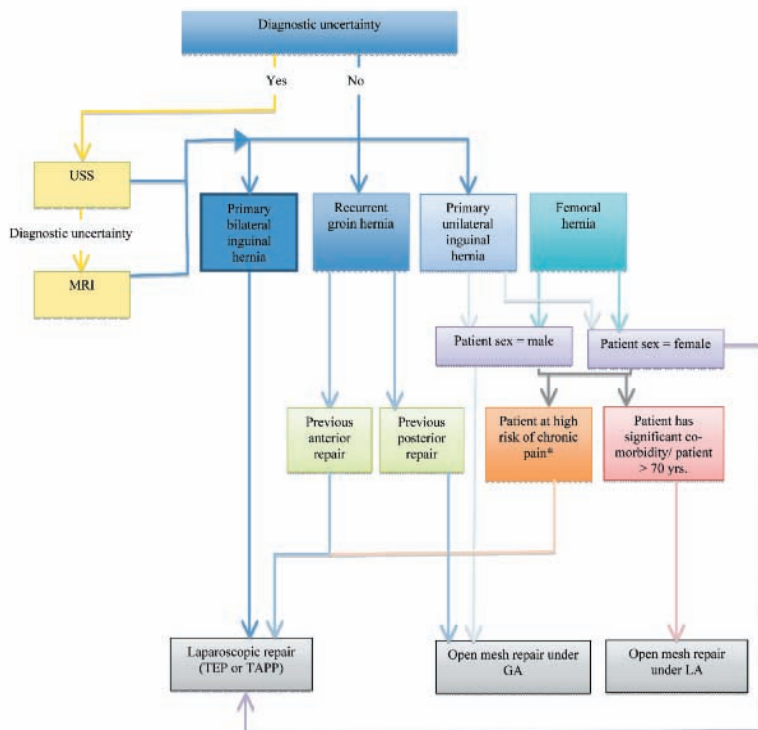 Diagnostic uncertainty
Yes
No
USS
Diagnostic uncertainty
MRI
Primary
bilateral
inguinal
hernia
Recurrent
groin hernia
Primary
unilateral
inguinal
hernia
Femoral
hernia
Patient sex = male
Patient sex = female
Previous
anterior
repair
Previous
posterior
repair
Patient at high
risk of chronic
pain*
Patient has
significant co-
morbidity/ patient
> 70 yrs.
Laparoscopic repair
(TEP or TAPP)
Open mesh repair under
GA
Open mesh repair
under LA